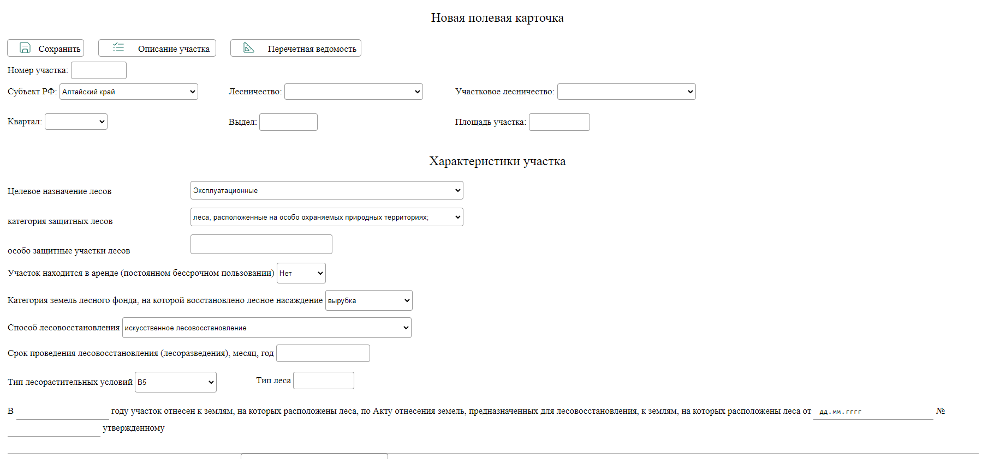 Новая полевая карточка
Сохранить Описание участка Перечетная ведомость
Номер участка:
Субъект РФ: Алтайский край Лесничество: Участковое лесничество:
Квартал: Выдел: Площадь участка:
Характеристики участка
Целевое назначение лесов Эксплуатационные
категория защитных лесов леса, расположенные на особо охраняемых природных территориях;
особо защитные участки лесов
Участок находится в аренде (постоянном бессрочном пользовании) Нет
Категория земель лесного фонда, на которой восстановлено лесное насаждение вырубка
Способ лесовосстановления искусственное лесовосстановление
Срок проведения лесовосстановления (лесоразведения), месяц, год
Тип лесорастительных условий В5 Тип леса
В году участок отнесен к землям, на которых расположены леса, по Акту отнесения земель, предназначенных для лесовосстановления, к землям, на которых расположены леса от дд.мм.гггг №
утвержденному